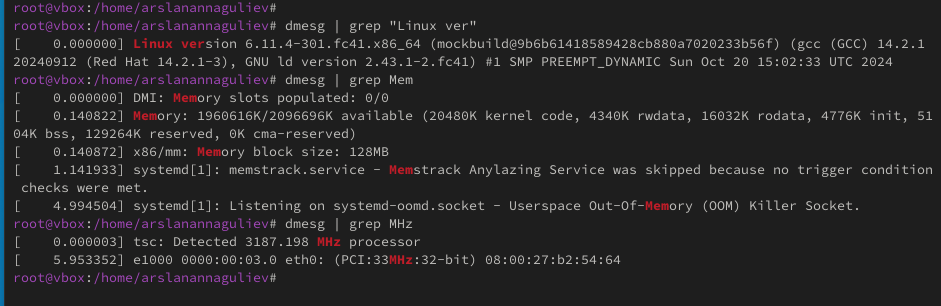 root@vbox:/home/arslanannaguliev#
root@vbox:/home/arslanannaguliev# dmesg | grep "Linux ver"
[    0.000000] Linux version 6.11.4-301.fc41.x86_64 (mockbuild@9b6b61418589428cb880a7020233b56f) (gcc (GCC) 14.2.1
20240912 (Red Hat 14.2.1-3), GNU ld version 2.43.1-2.fc41) #1 SMP PREEMPT_DYNAMIC Sun Oct 20 15:02:33 UTC 2024
root@vbox:/home/arslanannaguliev# dmesg | grep Mem
[    0.000000] DMI: Memory slots populated: 0/0
[    0.140822] Memory: 1960616K/2096696K available (20480K kernel code, 4340K rwdata, 16032K rodata, 4776K init, 51
04K bss, 129264K reserved, 0K cma-reserved)
[    0.140872] x86/mm: Memory block size: 128MB
[    1.141933] systemd[1]: memstrack.service - Memstrack Anylazing Service was skipped because no trigger condition
 checks were met.
[    4.994504] systemd[1]: Listening on systemd-oomd.socket - Userspace Out-Of-Memory (OOM) Killer Socket.
root@vbox:/home/arslanannaguliev# dmesg | grep MHz
[    0.000003] tsc: Detected 3187.198 MHz processor
[    5.953352] e1000 0000:00:03.0 eth0: (PCI:33MHz:32-bit) 08:00:27:b2:54:64
root@vbox:/home/arslanannaguliev#